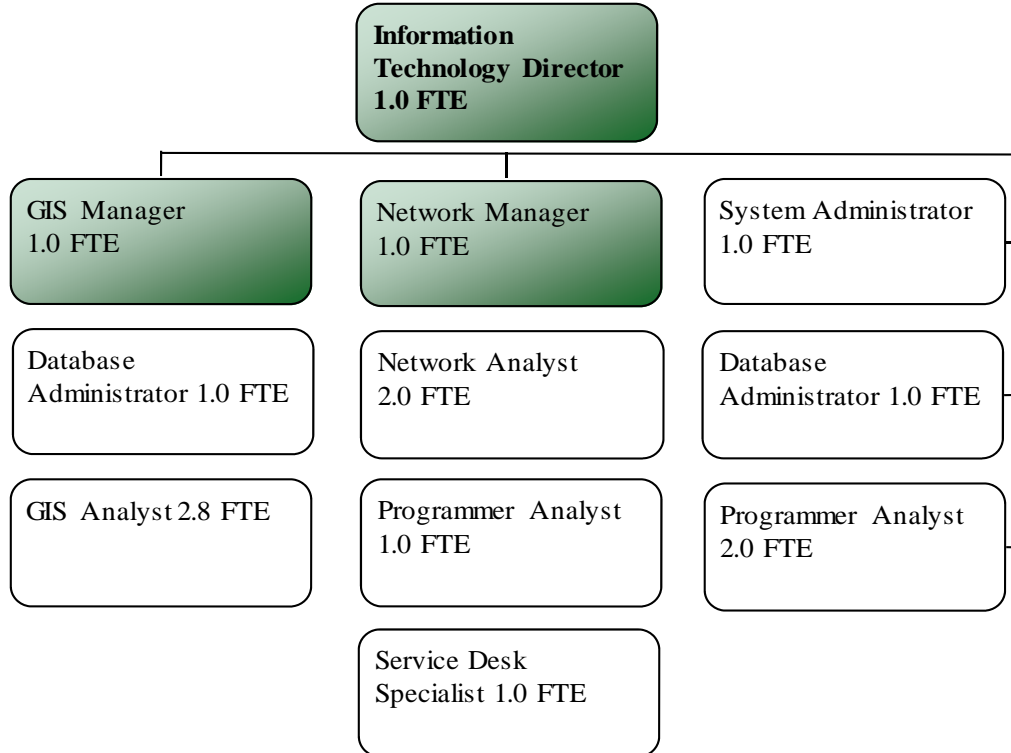 Information
Technology Director
1.0 FTE
GIS Manager
1.0 FTE
Network Manager
1.0 FTE
System Administrator
1.0 FTE
Database
Administrator 1.0 FTE
Network Analyst
2.0 FTE
Database
Administrator 1.0 FTE
GIS Analyst 2.8 FTE
Programmer Analyst
1.0 FTE
Programmer Analyst
2.0 FTE
Service Desk
Specialist 1.0 FTE